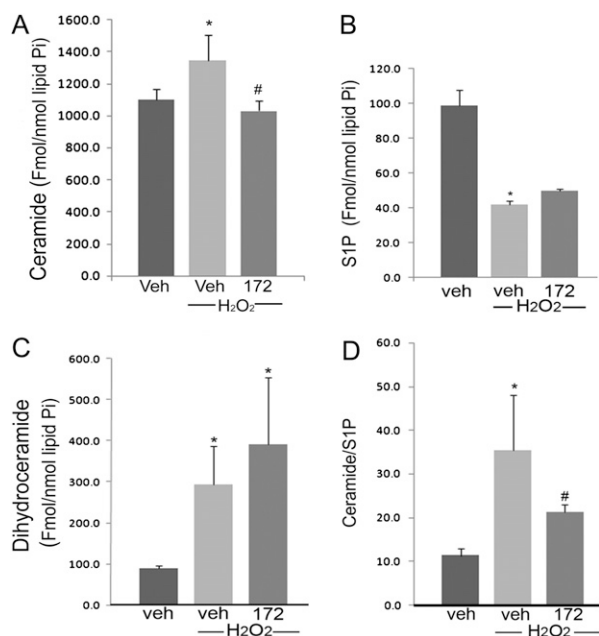 A
Ceramide (Fmol/nmol lipid Pi)
1600.0
1400.0
1200.0
1000.0
800.0
600.0
400.0
200.0
0.0
*
#
Veh Veh 172
H₂O₂
B
S1P (Fmol/nmol lipid Pi)
120.0
100.0
80.0
60.0
40.0
20.0
0.0
*
veh veh 172
H₂O₂
C
Dihydroceramide
(Fmol/nmol lipid Pi)
600.0
500.0
400.0
300.0
200.0
100.0
0.0
*
*
veh veh 172
H₂O₂
D
Ceramide/S1P
60.0
50.0
40.0
30.0
20.0
10.0
0.0
*
#
veh veh 172
H₂O₂